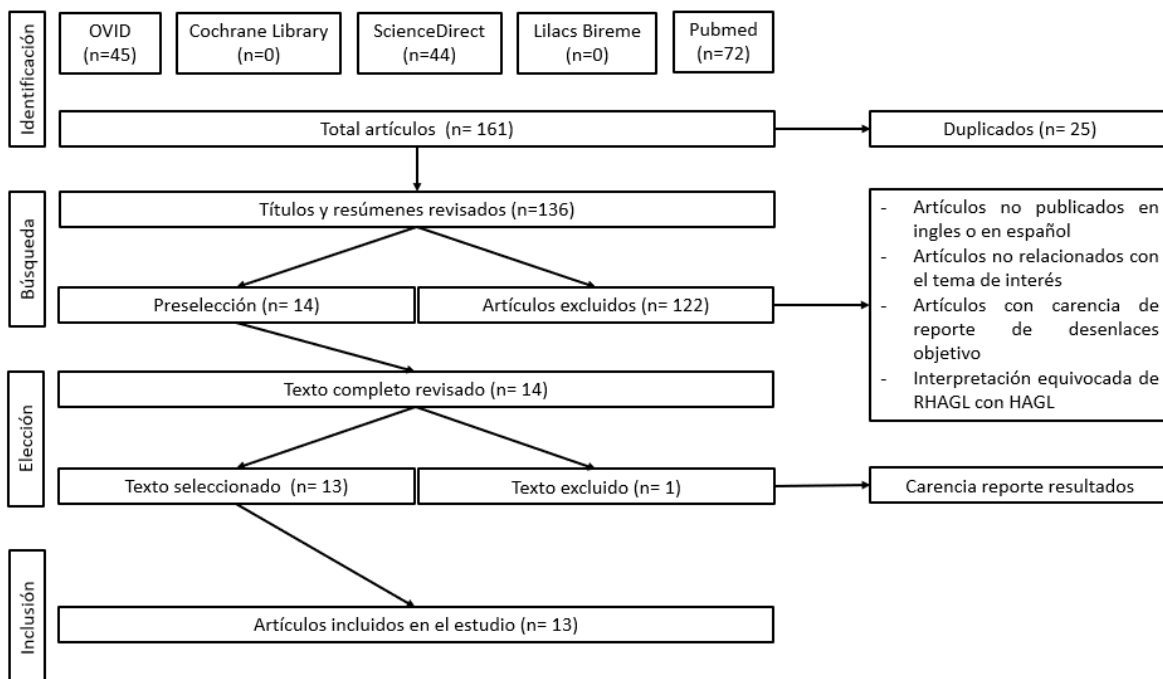 Identificación
OVID
(n=45)
Cochrane Library
(n=0)
ScienceDirect
(n=44)
Lilacs Bireme
(n=0)
Pubmed
(n=72)
Total artículos (n= 161)
Duplicados (n= 25)
Búsqueda
Títulos y resúmenes revisados (n=136)
Preselección (n= 14)
Artículos excluidos (n= 122)
- Artículos no publicados en
ingles o en español
- Artículos no relacionados con
el tema de interés
- Artículos con carencia de
reporte de desenlaces
objetivo
- Interpretación equivocada de
RHAGL con HAGL
Elección
Texto completo revisado (n= 14)
Texto seleccionado (n= 13)
Texto excluido (n= 1)
Carencia reporte resultados
Inclusión
Artículos incluidos en el estudio (n= 13)